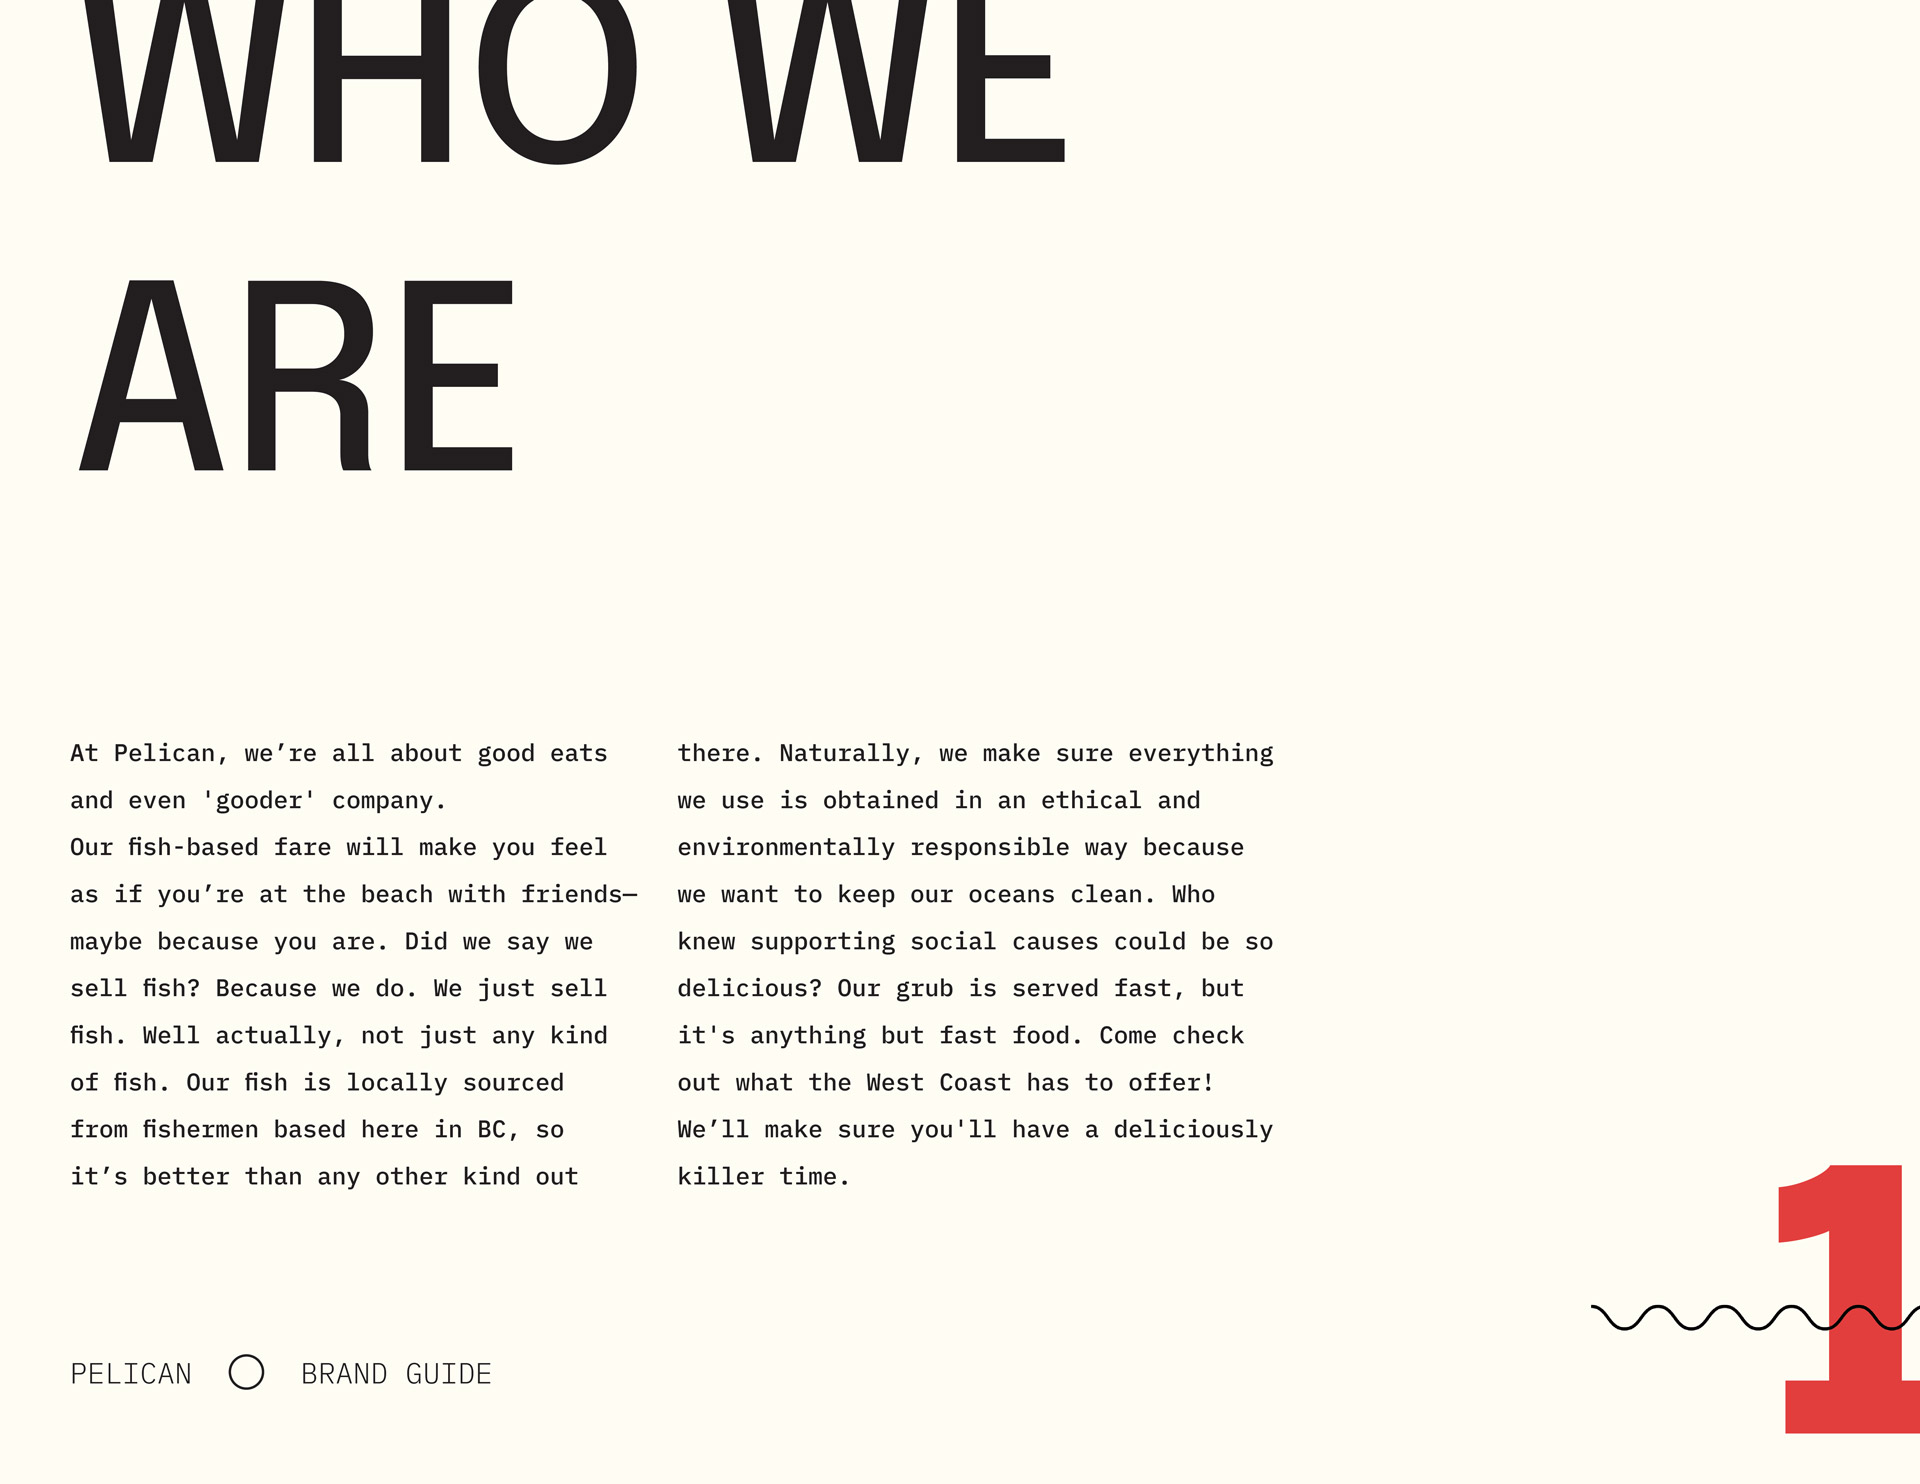 WHO WE
ARE
At Pelican, we’re all about good eats
and even 'gooder' company.
Our fish-based fare will make you feel
as if you’re at the beach with friends—
maybe because you are. Did we say we
sell fish? Because we do. We just sell
fish. Well actually, not just any kind
of fish. Our fish is locally sourced
from fishermen based here in BC, so
it’s better than any other kind out
there. Naturally, we make sure everything
we use is obtained in an ethical and
environmentally responsible way because
we want to keep our oceans clean. Who
knew supporting social causes could be so
delicious? Our grub is served fast, but
it's anything but fast food. Come check
out what the West Coast has to offer!
We’ll make sure you'll have a deliciously
killer time.
PELICAN BRAND GUIDE
1